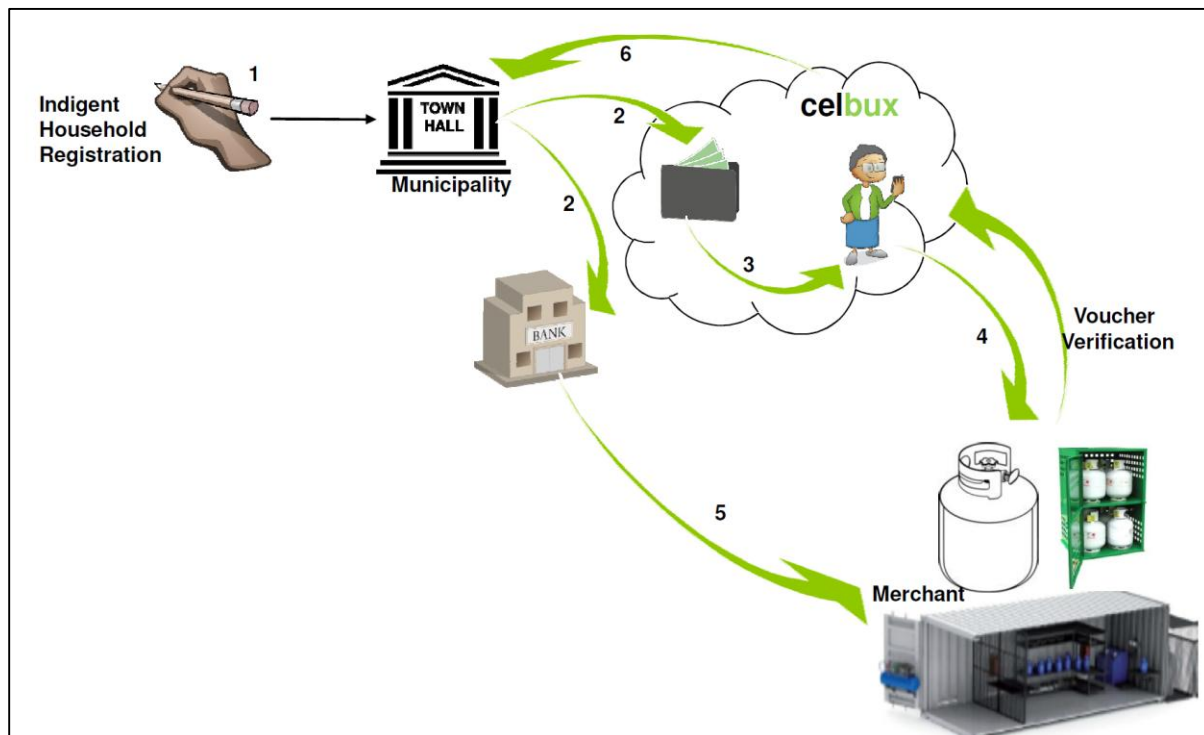 1
Indigent
Household
Registration
TOWN
HALL
Municipality
6
2
2
celbux
3
BANK
4
Voucher
Verification
5
Merchant